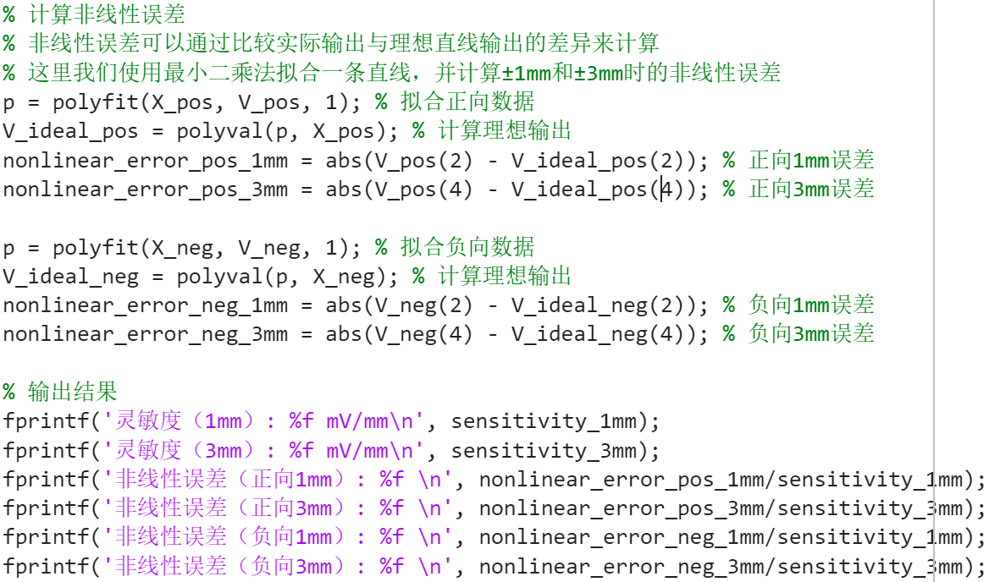 % 计算非线性误差
% 非线性误差可以通过比较实际输出与理想直线输出的差异来计算
% 这里我们使用最小二乘法拟合一条直线，并计算±1mm和±3mm时的非线性误差
p = polyfit(X_pos, V_pos, 1); % 拟合正向数据
V_ideal_pos = polyval(p, X_pos); % 计算理想输出
nonlinear_error_pos_1mm = abs(V_pos(2) - V_ideal_pos(2)); % 正向1mm误差
nonlinear_error_pos_3mm = abs(V_pos(4) - V_ideal_pos(4)); % 正向3mm误差
p = polyfit(X_neg, V_neg, 1); % 拟合负向数据
V_ideal_neg = polyval(p, X_neg); % 计算理想输出
nonlinear_error_neg_1mm = abs(V_neg(2) - V_ideal_neg(2)); % 负向1mm误差
nonlinear_error_neg_3mm = abs(V_neg(4) - V_ideal_neg(4)); % 负向3mm误差
% 输出结果
fprintf('灵敏度（1mm）: %f mV/mm\n', sensitivity_1mm);
fprintf('灵敏度（3mm）: %f mV/mm\n', sensitivity_3mm);
fprintf('非线性误差（正向1mm）: %f \n', nonlinear_error_pos_1mm/sensitivity_1mm);
fprintf('非线性误差（正向3mm）: %f \n', nonlinear_error_pos_3mm/sensitivity_3mm);
fprintf('非线性误差（负向1mm）: %f \n', nonlinear_error_neg_1mm/sensitivity_1mm);
fprintf('非线性误差（负向3mm）: %f \n', nonlinear_error_neg_3mm/sensitivity_3mm);